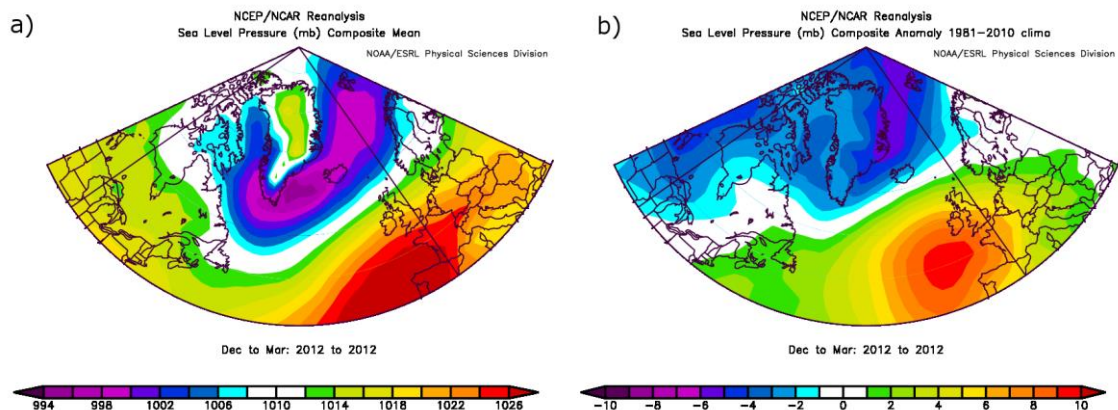 a)
NCEP/NCAR Reanalysis
Sea Level Pressure (mb) Composite Mean
NOAA/ESRL Physical Sciences Division
Dec to Mar: 2012 to 2012
994 998 1002 1006 1010 1014 1018 1022 1026
b)
NCEP/NCAR Reanalysis
Sea Level Pressure (mb) Composite Anomaly 1981-2010 climo
NOAA/ESRL Physical Sciences Division
Dec to Mar: 2012 to 2012
-10 -8 -6 -4 -2 0 2 4 6 8 10